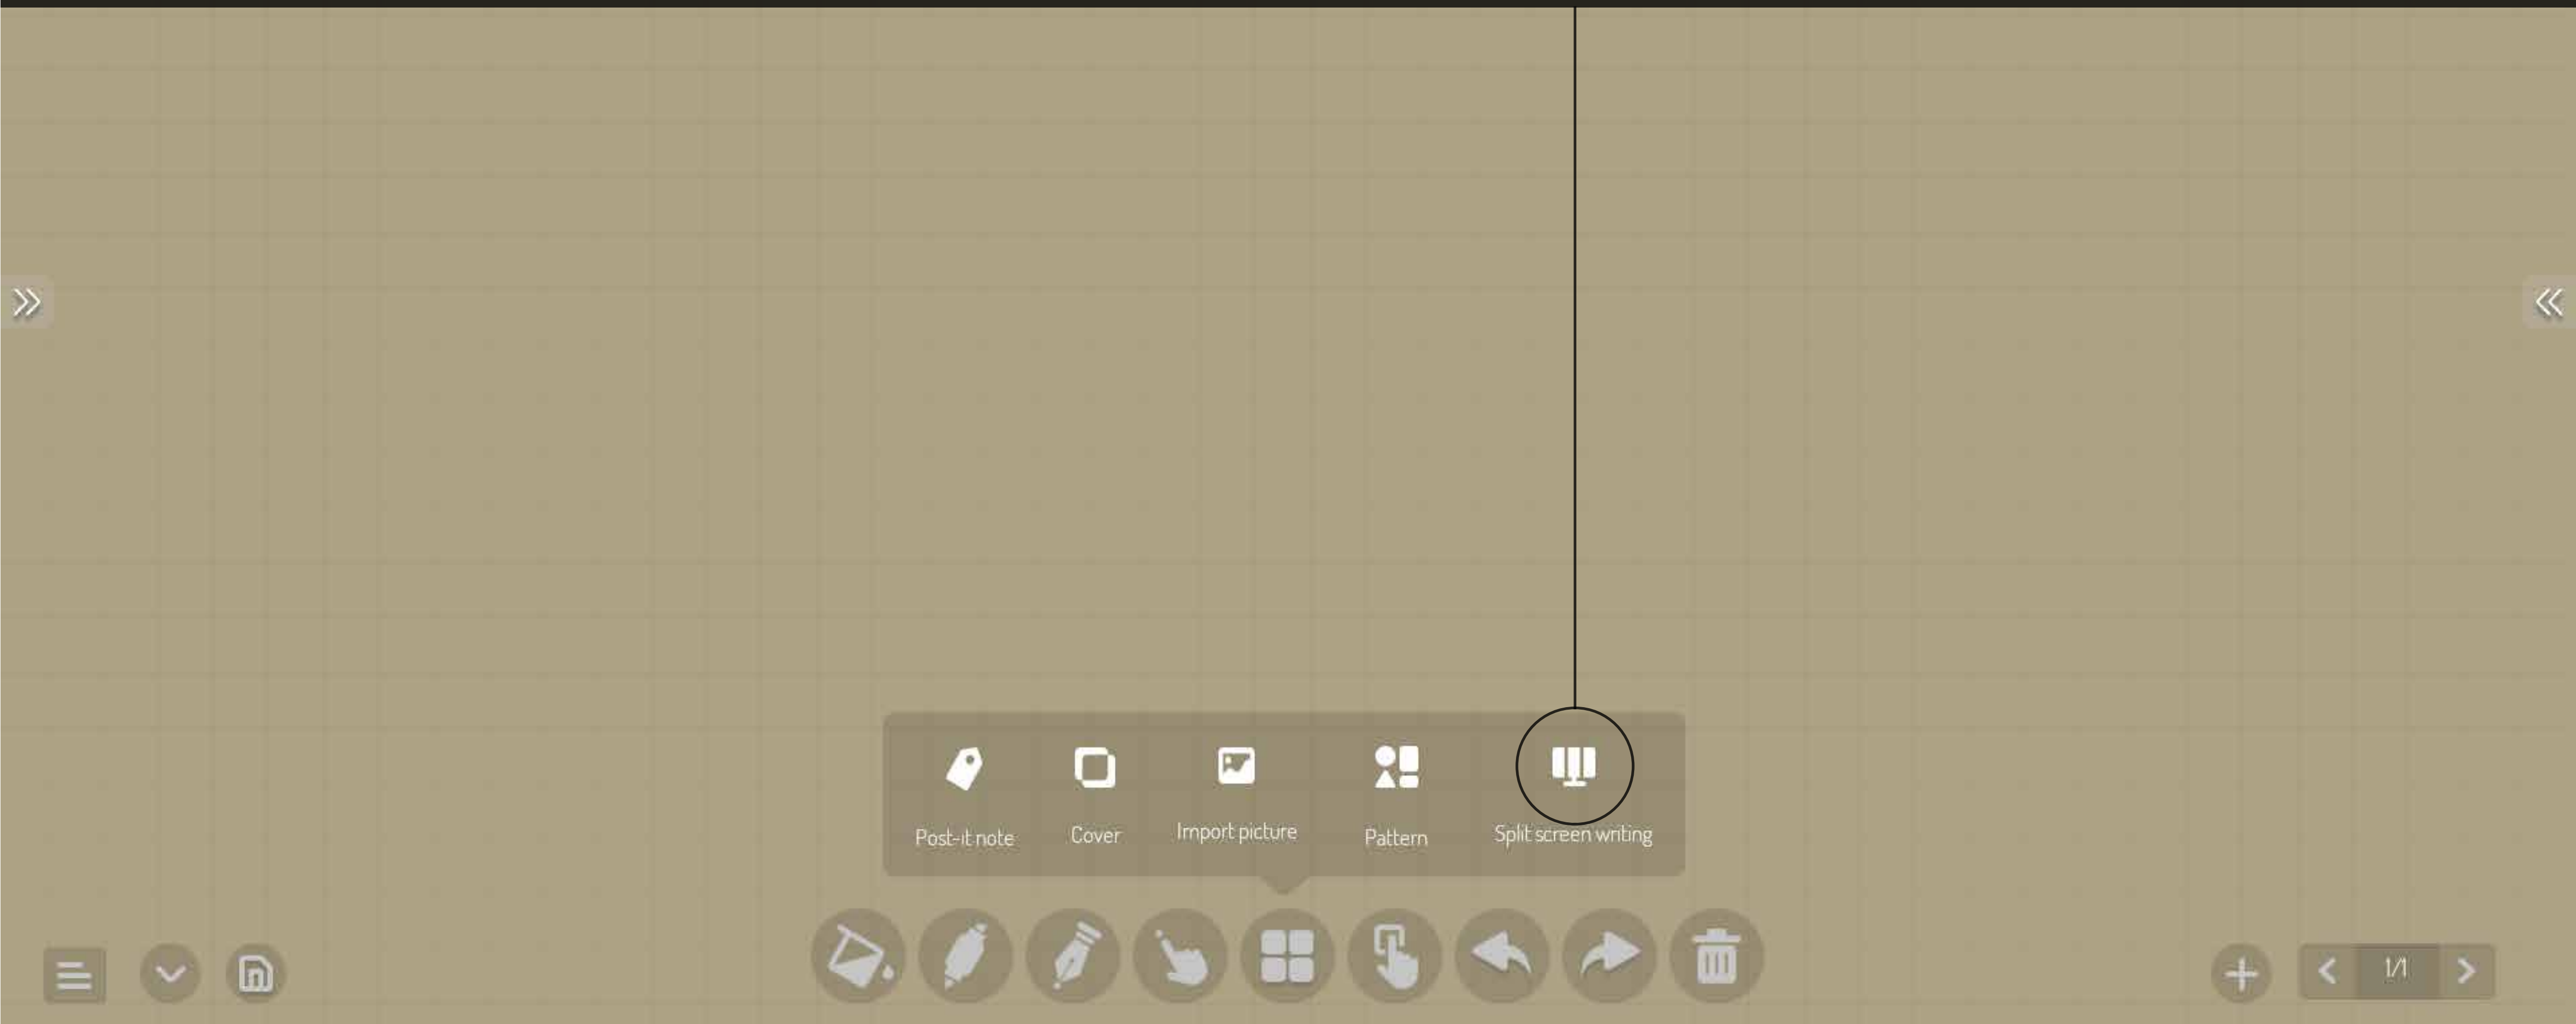 Post-it note
Cover
Import picture
Pattern
Split screen writing
1/1